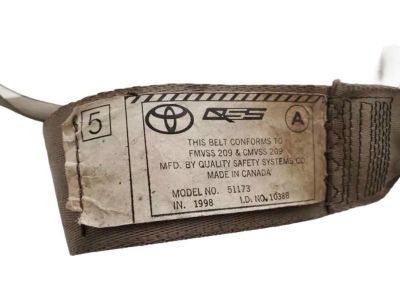 5
QSS
A
THIS BELT CONFORMS TO
FMVSS 209 & CMVSS 209
MFD. BY QUALITY SAFETY SYSTEMS CO.
MADE IN CANADA
MODEL NO. 51173
IN. 1998 I.D. NO. 10388